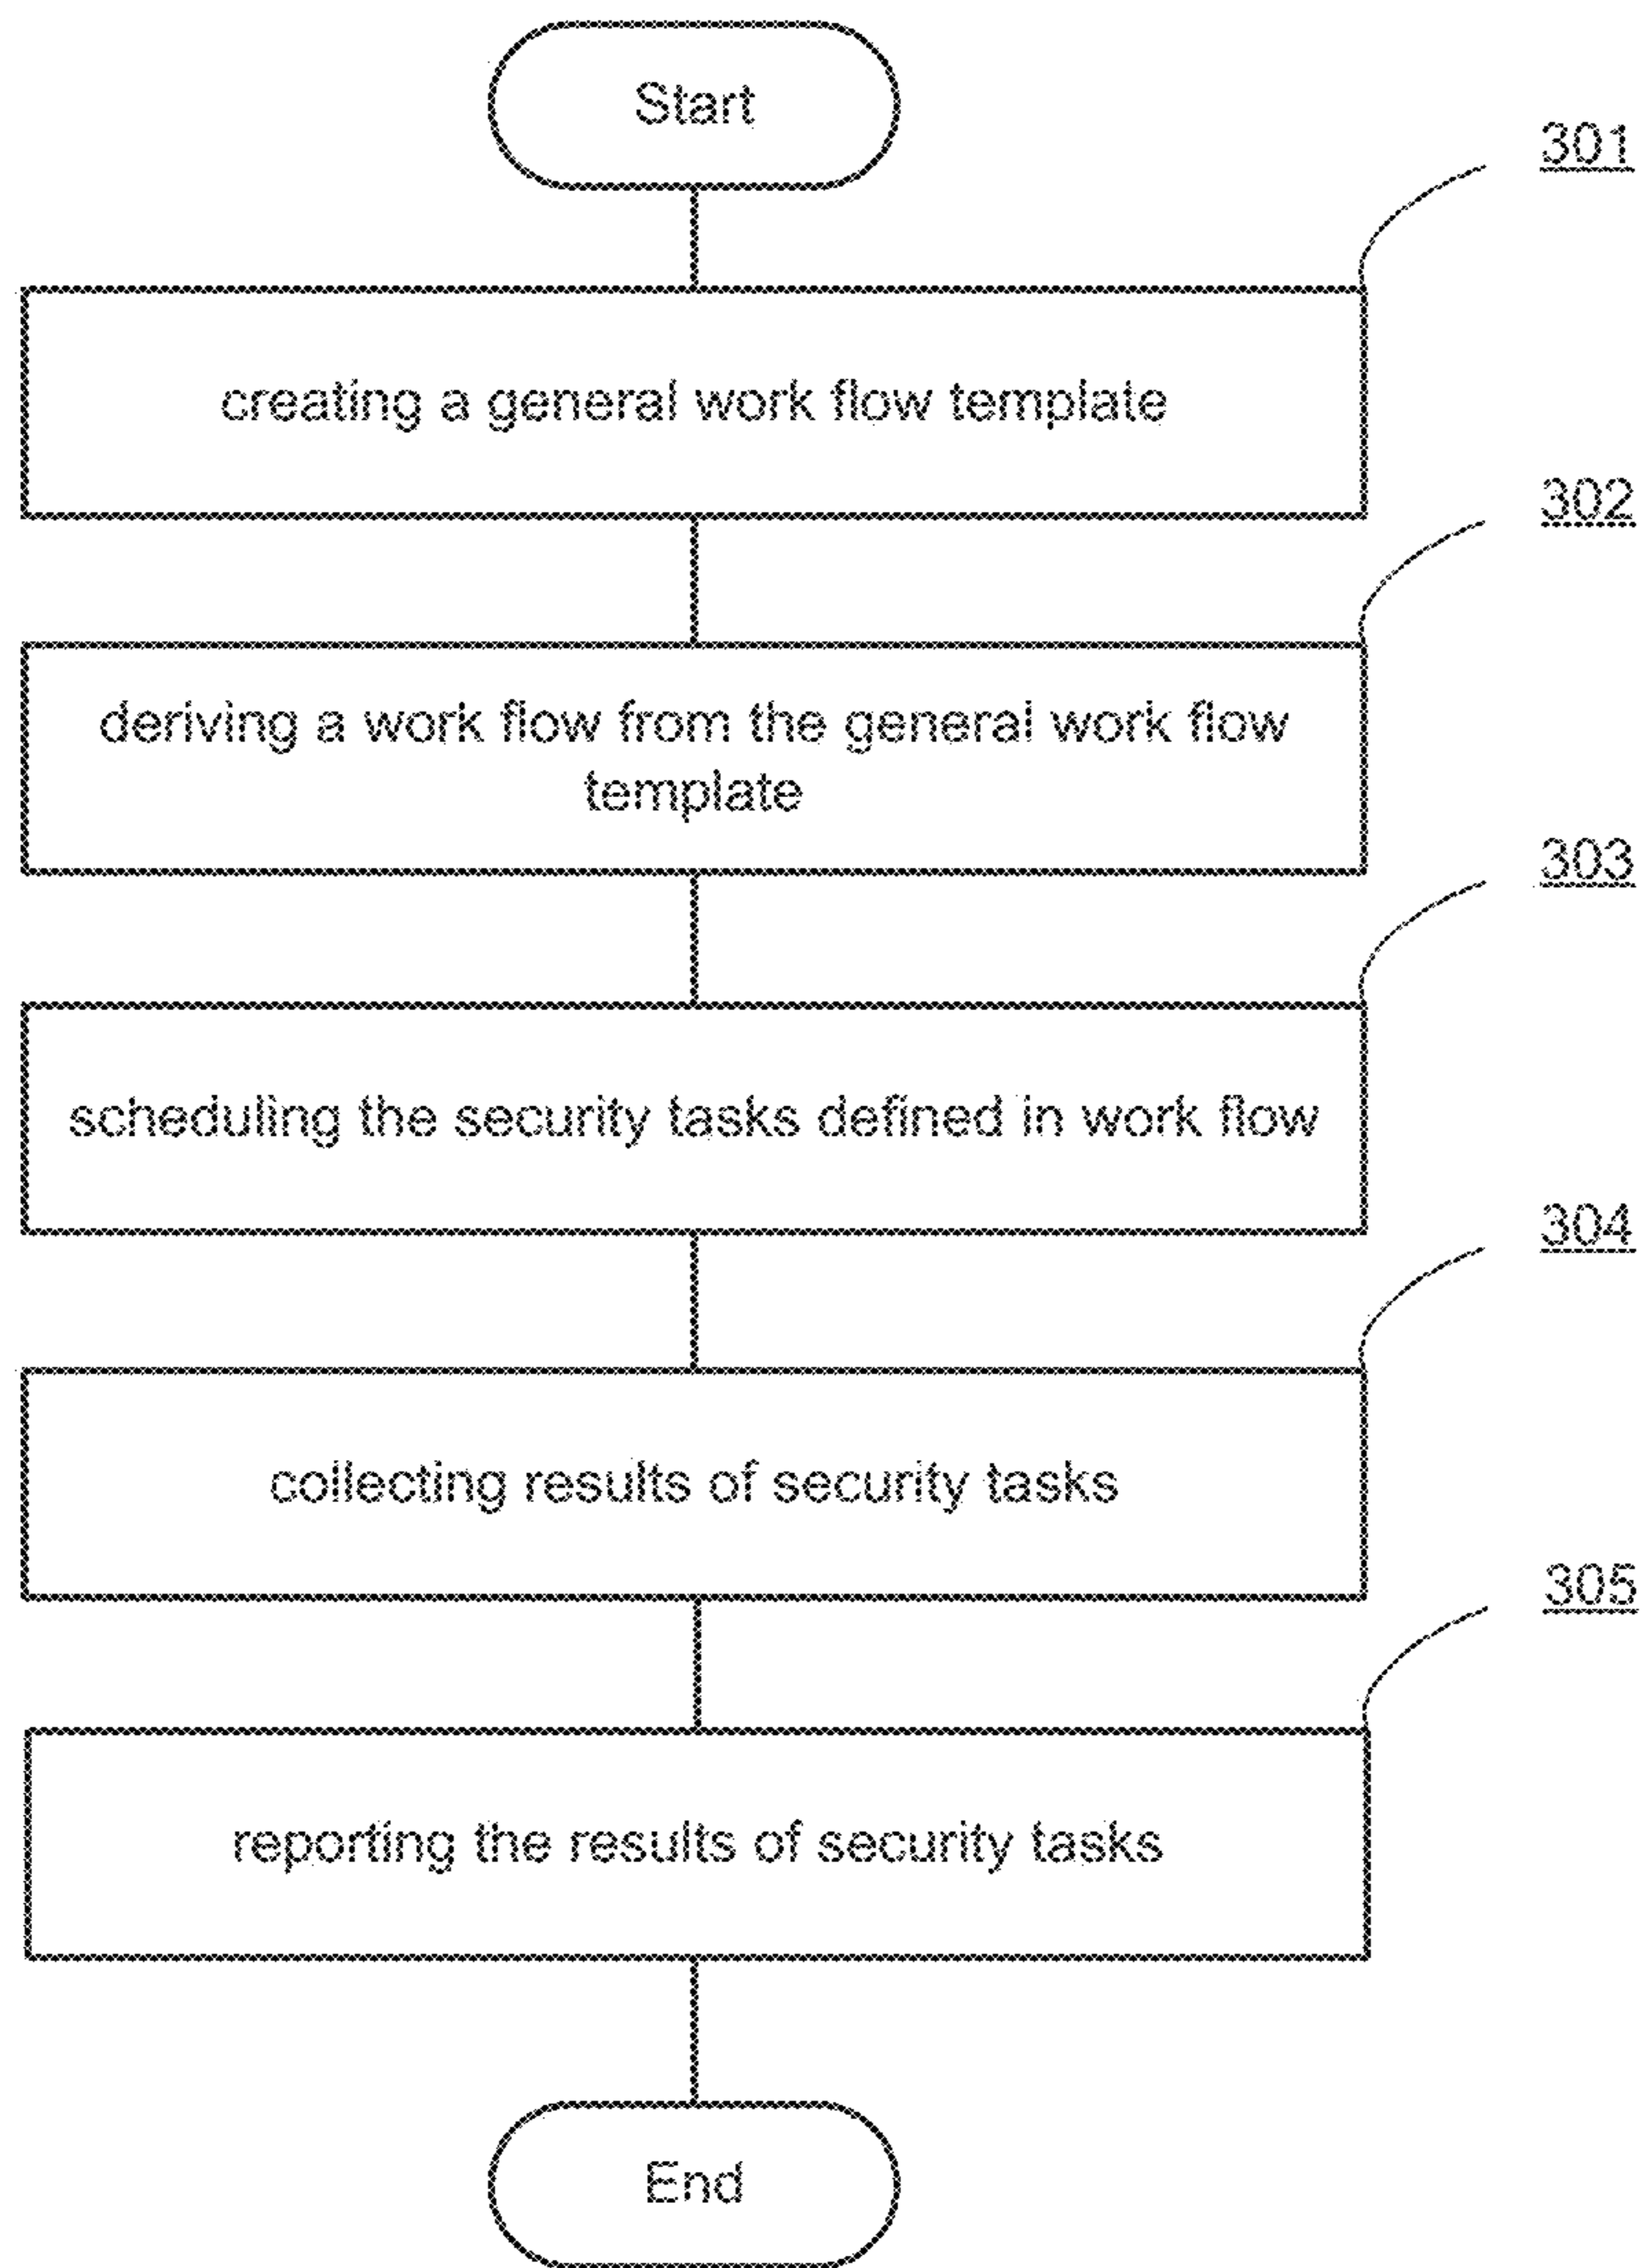 Start
301
creating a general work flow template
302
deriving a work flow from the general work flow
template
303
scheduling the security tasks defined in work flow
304
collecting results of security tasks
305
reporting the results of security tasks
End